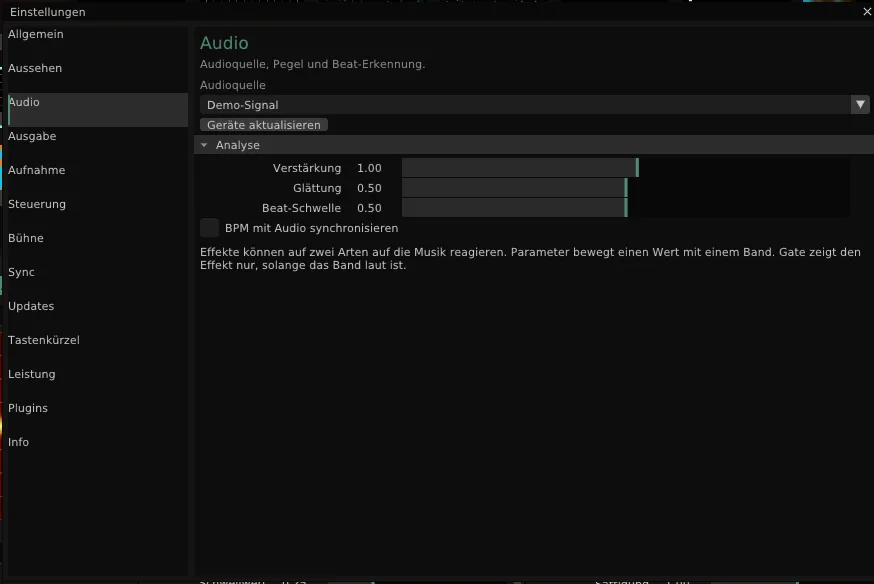 Einstellungen
Allgemein
Aussehen
Audio
Ausgabe
Aufnahme
Steuerung
Bühne
Sync
Updates
Tastenkürzel
Leistung
Plugins
Info
Audio
Audioquelle, Pegel und Beat-Erkennung.
Audioquelle
Demo-Signal
Geräte aktualisieren
Analyse
Verstärkung 1.00
Glättung 0.50
Beat-Schwelle 0.50
BPM mit Audio synchronisieren
Effekte können auf zwei Arten auf die Musik reagieren. Parameter bewegt einen Wert mit einem Band. Gate zeigt den
Effekt nur, solange das Band laut ist.